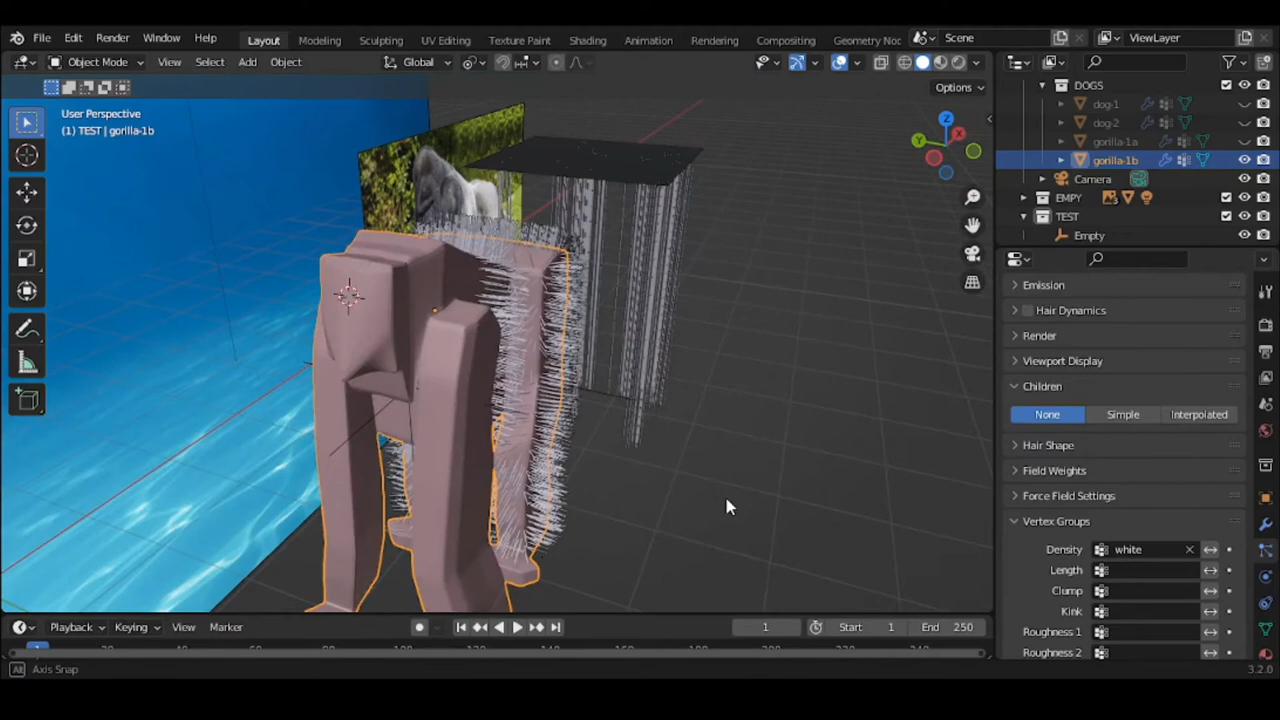 File Edit Render Window Help Layout Modeling Sculpting UV Editing Texture Paint Shading Animation Rendering Compositing Geometry Noc Scene ViewLayer
Object Mode View Select Add Object Global
Options
User Perspective
(1) TEST | gorilla-1b
X
Y
Z
DOGS
dog-1
dog-2
gorilla-1a
gorilla-1b
Camera
EMPY
3
TEST
Empty
Emission
Hair Dynamics
Render
Viewport Display
Children
None Simple Interpolated
Hair Shape
Field Weights
Force Field Settings
Vertex Groups
Density white
Length
Clump
Kink
Roughness 1
Roughness 2
Playback Keying View Marker 1 Start 1 End 250
1
Alt Axis Snap 3.2.0